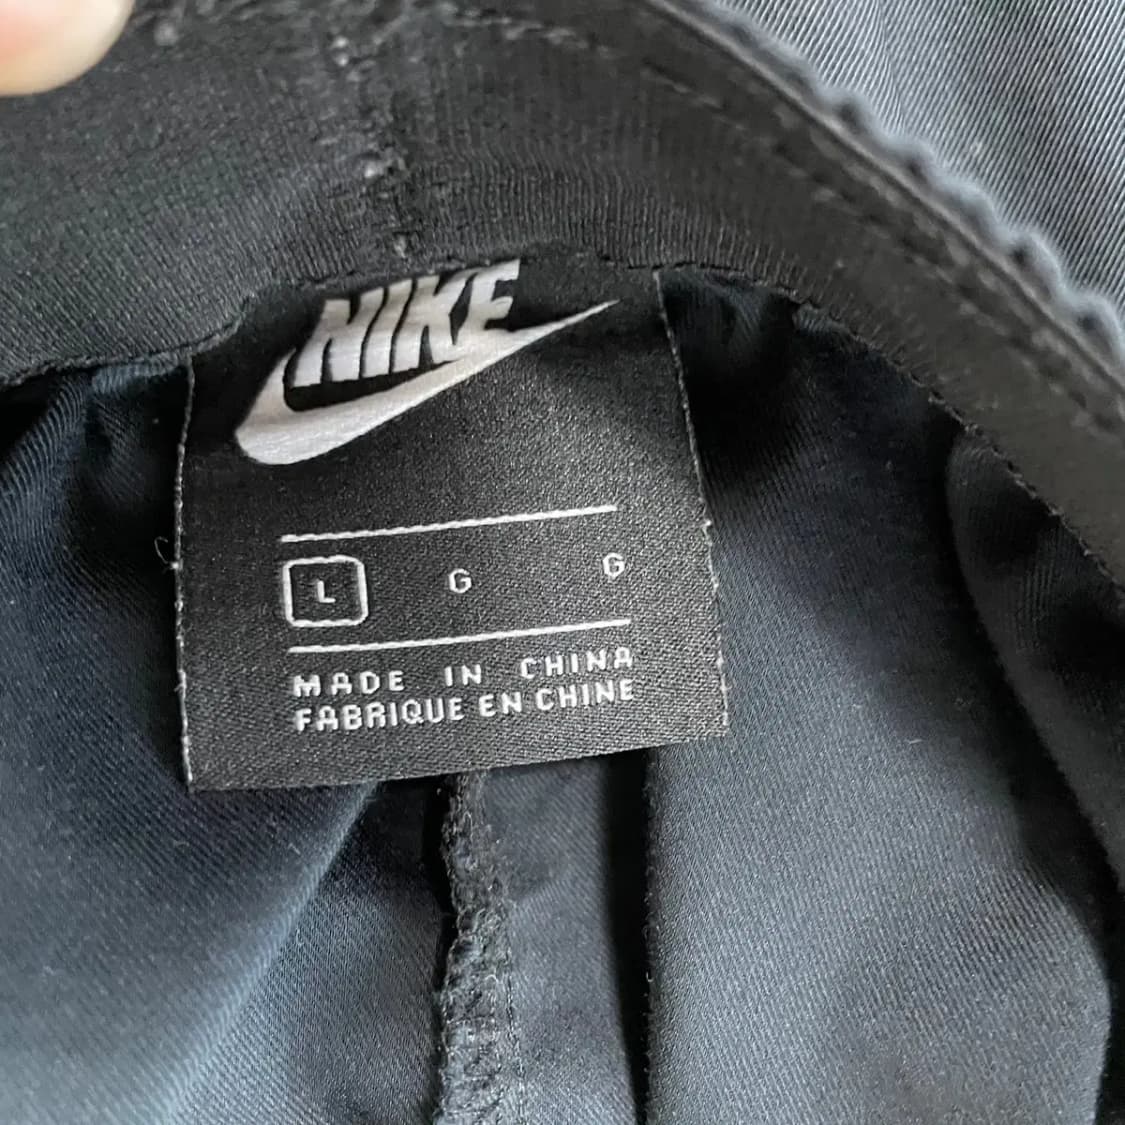 NIKE
L G G
MADE IN CHINA
FABRIQUE EN CHINE